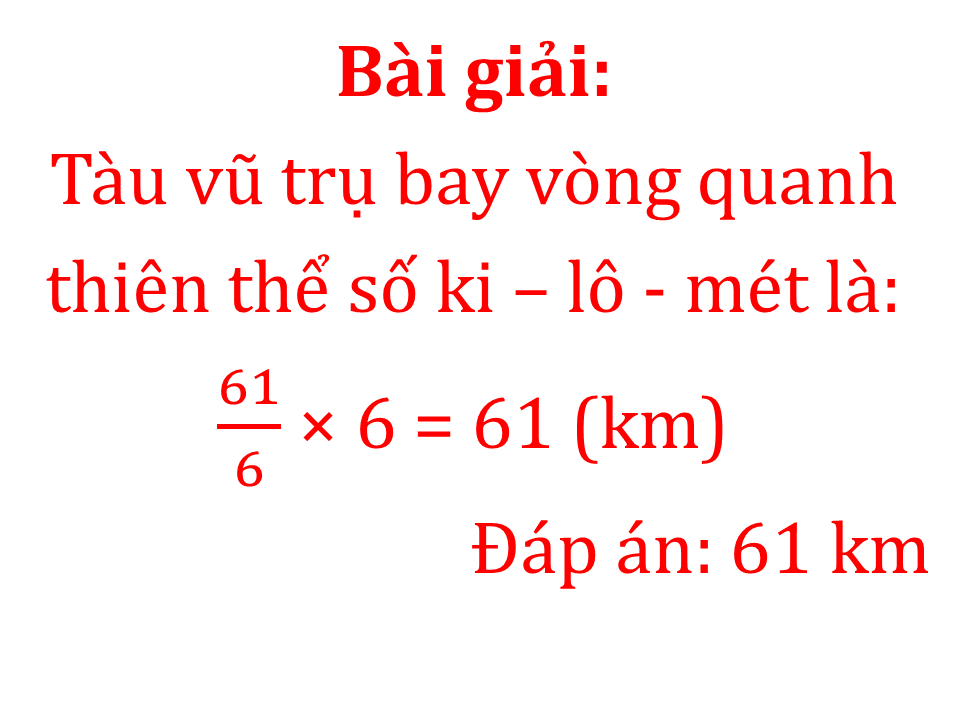 Bài giải:
Tàu vũ trụ bay vòng quanh
thiên thể số ki – lô - mét là:
61/6 × 6 = 61 (km)
Đáp án: 61 km